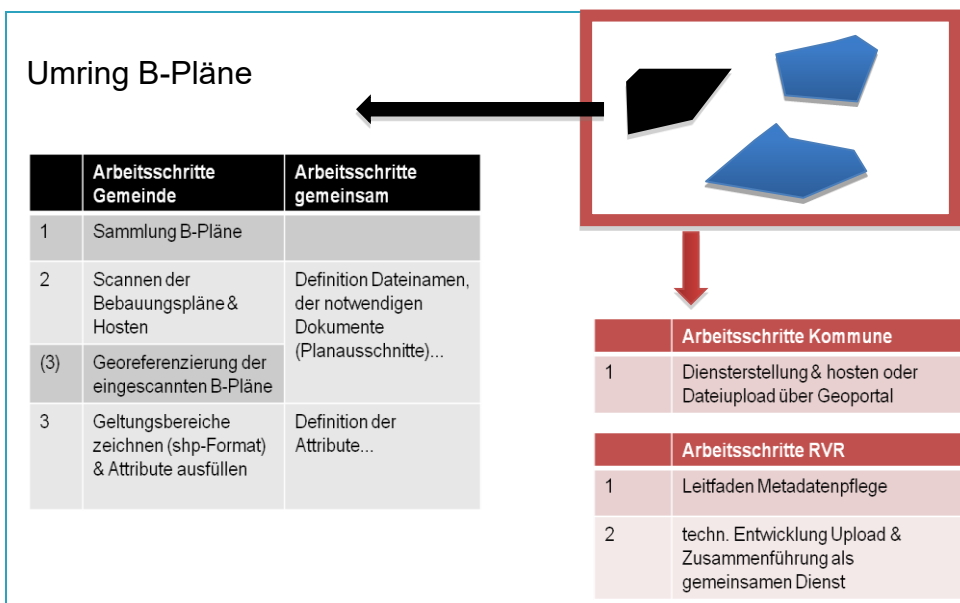 Umring B-Pläne
Arbeitsschritte
Gemeinde
Arbeitsschritte
gemeinsam
1
Sammlung B-Pläne
2
Scannen der
Bebauungspläne &
Hosten
Definition Dateinamen,
der notwendigen
Dokumente
(Planausschnitte)...
(3)
Georeferenzierung der
eingescannten B-Pläne
3
Geltungsbereiche
zeichnen (shp-Format)
& Attribute ausfüllen
Definition der
Attribute...
Arbeitsschritte Kommune
1
Diensterstellung & hosten oder
Dateiupload über Geoportal
Arbeitsschritte RVR
1
Leitfaden Metadatenpflege
2
techn. Entwicklung Upload &
Zusammenführung als
gemeinsamen Dienst